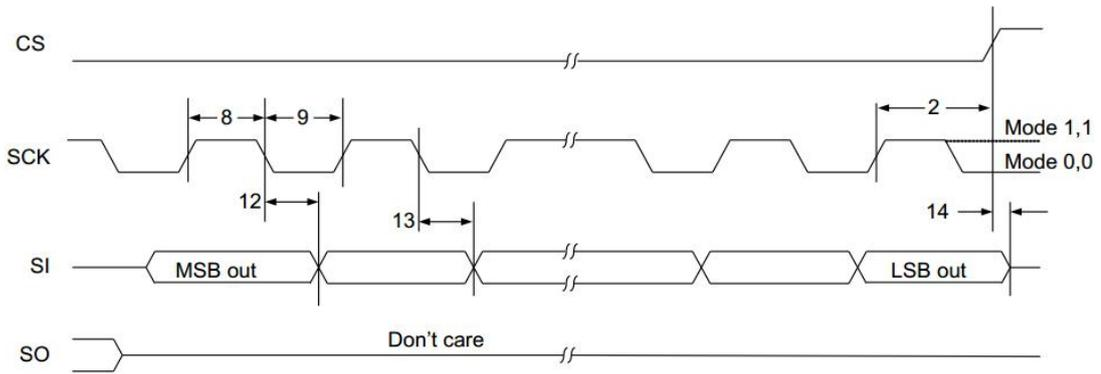 CS
8
9
2
Mode 1,1
SCK
Mode 0,0
12
13
14
SI
MSB out
LSB out
Don't care
SO